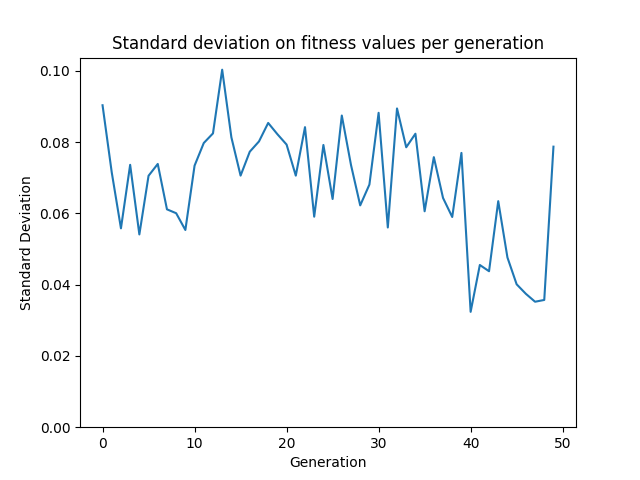 Standard deviation on fitness values per generation
0.10
0.08
0.06
0.04
0.02
0.00
Standard Deviation
0 10 20 30 40 50
Generation